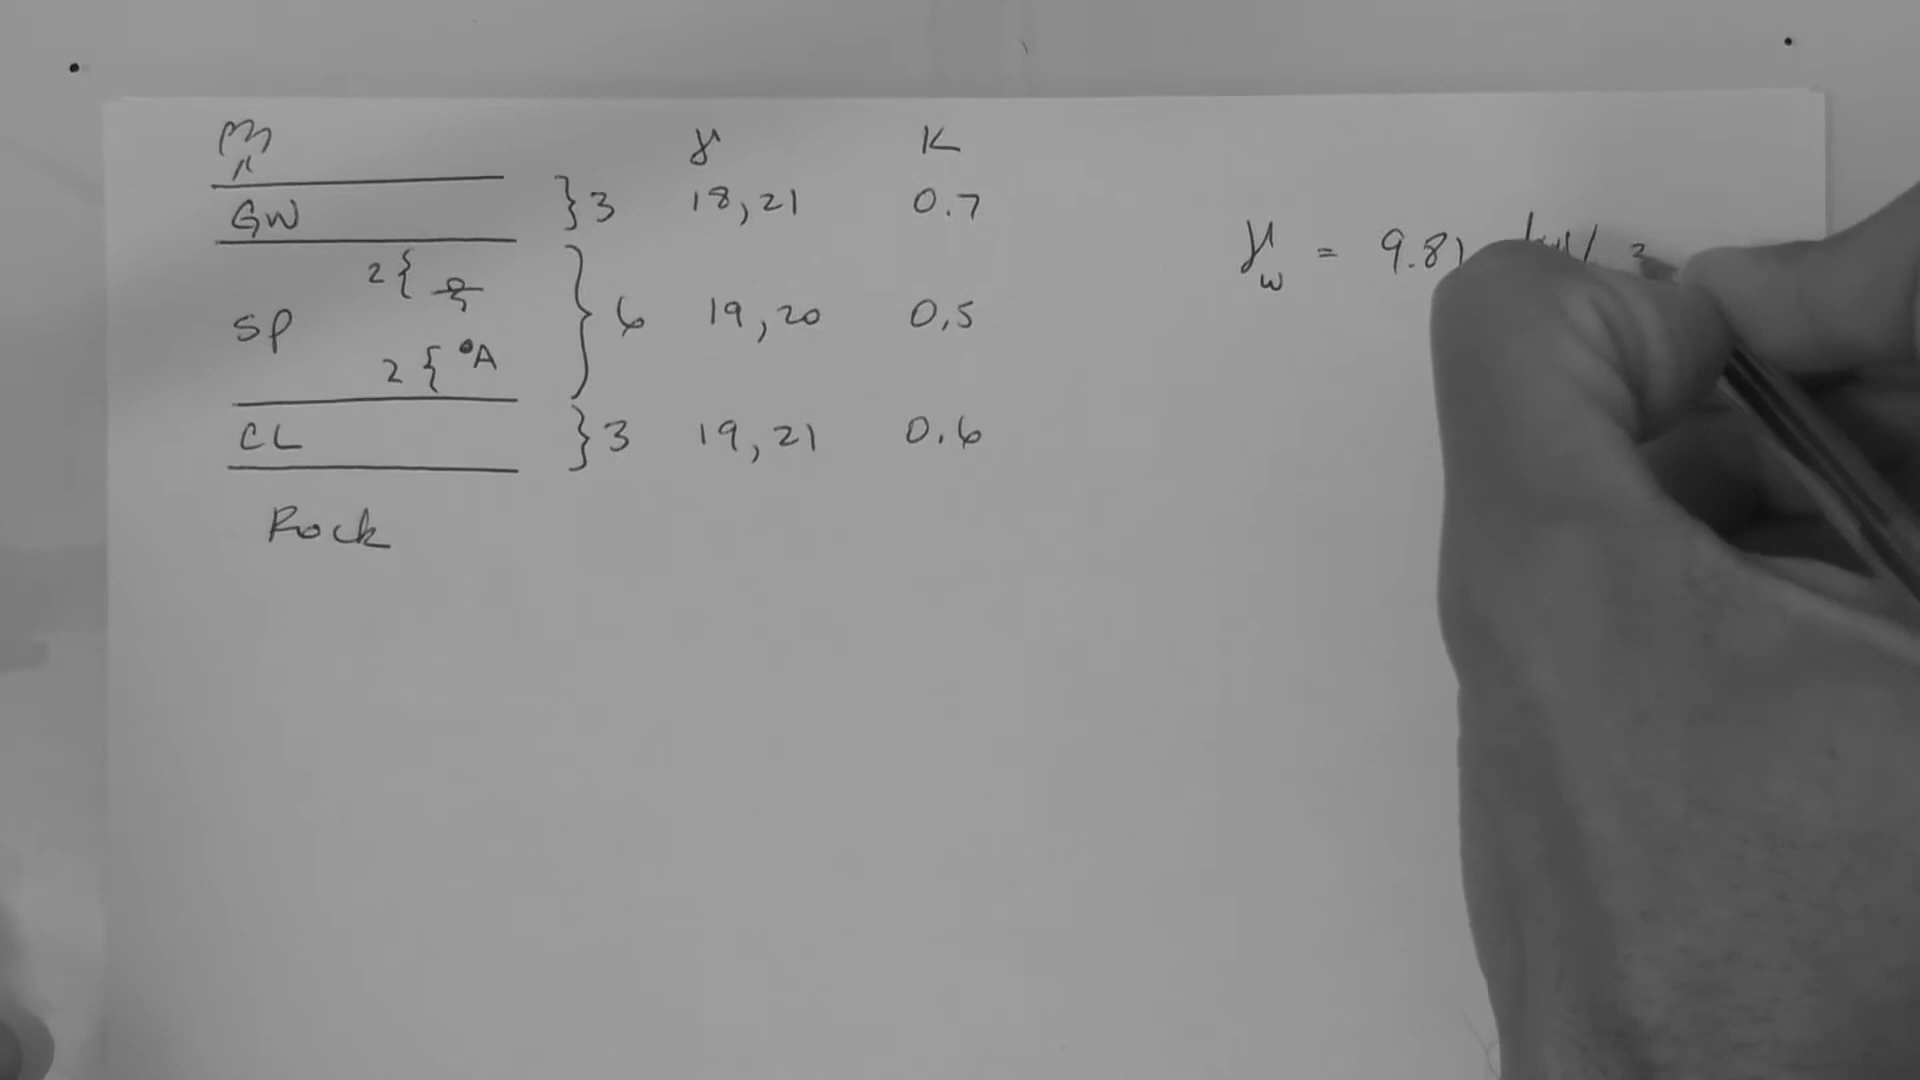 γ K
GW }3 18,21 0.7
γw = 9.81
2{
SP } 6 19,20 0.5
2{ •A
CL }3 19,21 0.6
Rock